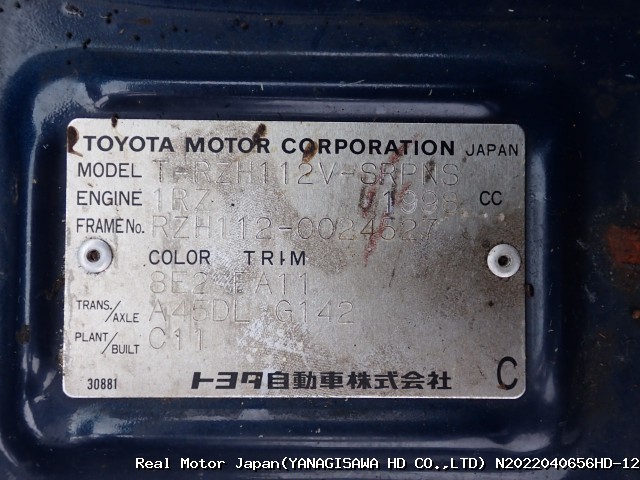 TOYOTA MOTOR CORPORATION JAPAN
MODEL T-RZH112V-SRPNS
ENGINE 1RZ 1998 CC
FRAME No. RZH112-0024627
COLOR TRIM
8E2 FA11
TRANS./AXLE A45DL G142
PLANT/BUILT C11
30881 トヨタ自動車株式会社 C
Real Motor Japan(YANAGISAWA HD CO.,LTD) N2022040656HD-12